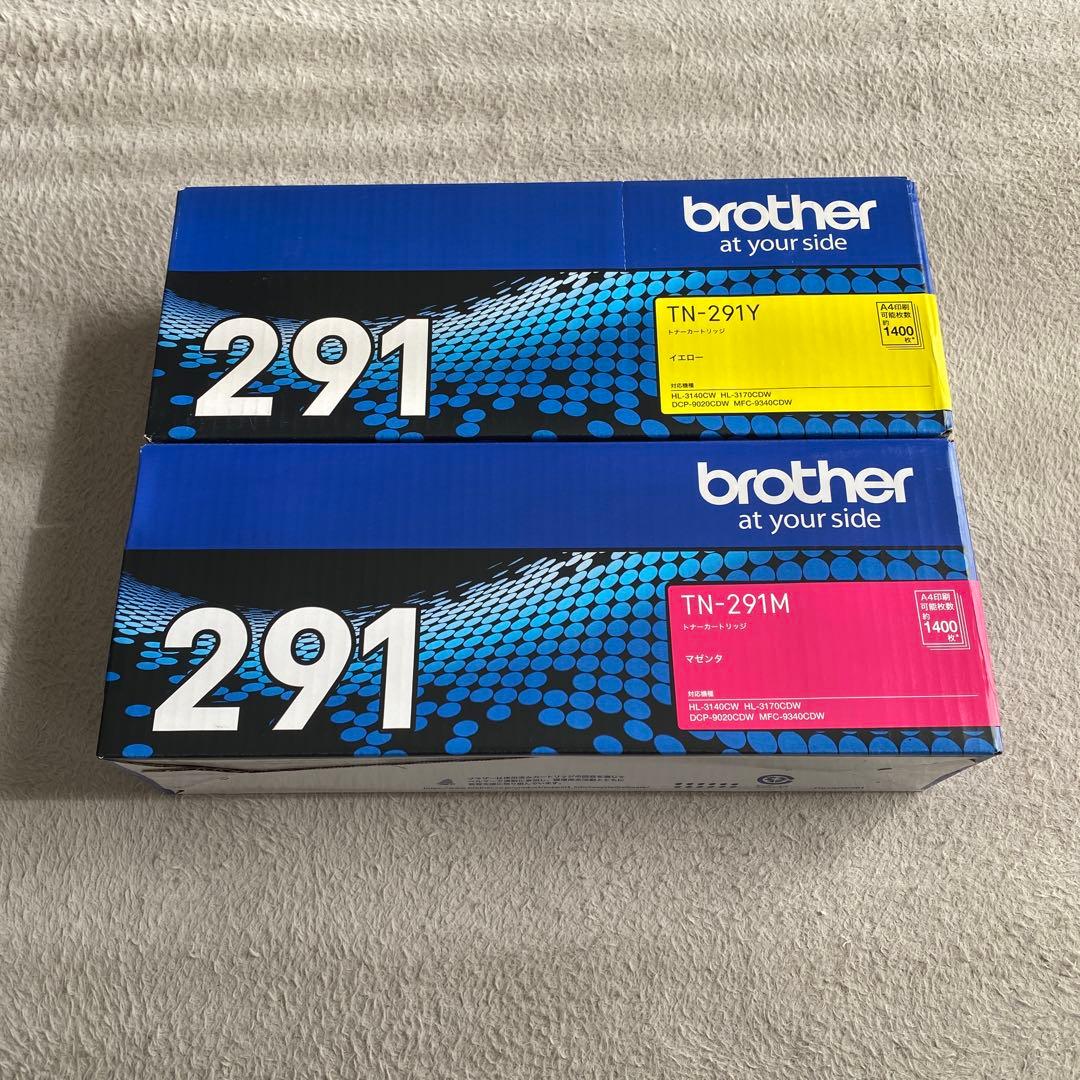 brother
at your side
291
TN-291Y
トナーカートリッジ
イエロー
A4印刷
可能枚数
約
1400
枚*
対応機種
HL-3140CW HL-3170CDW
DCP-9020CDW MFC-9340CDW
brother
at your side
291
TN-291M
トナーカートリッジ
マゼンタ
A4印刷
可能枚数
約
1400
枚*
対応機種
HL-3140CW HL-3170CDW
DCP-9020CDW MFC-9340CDW